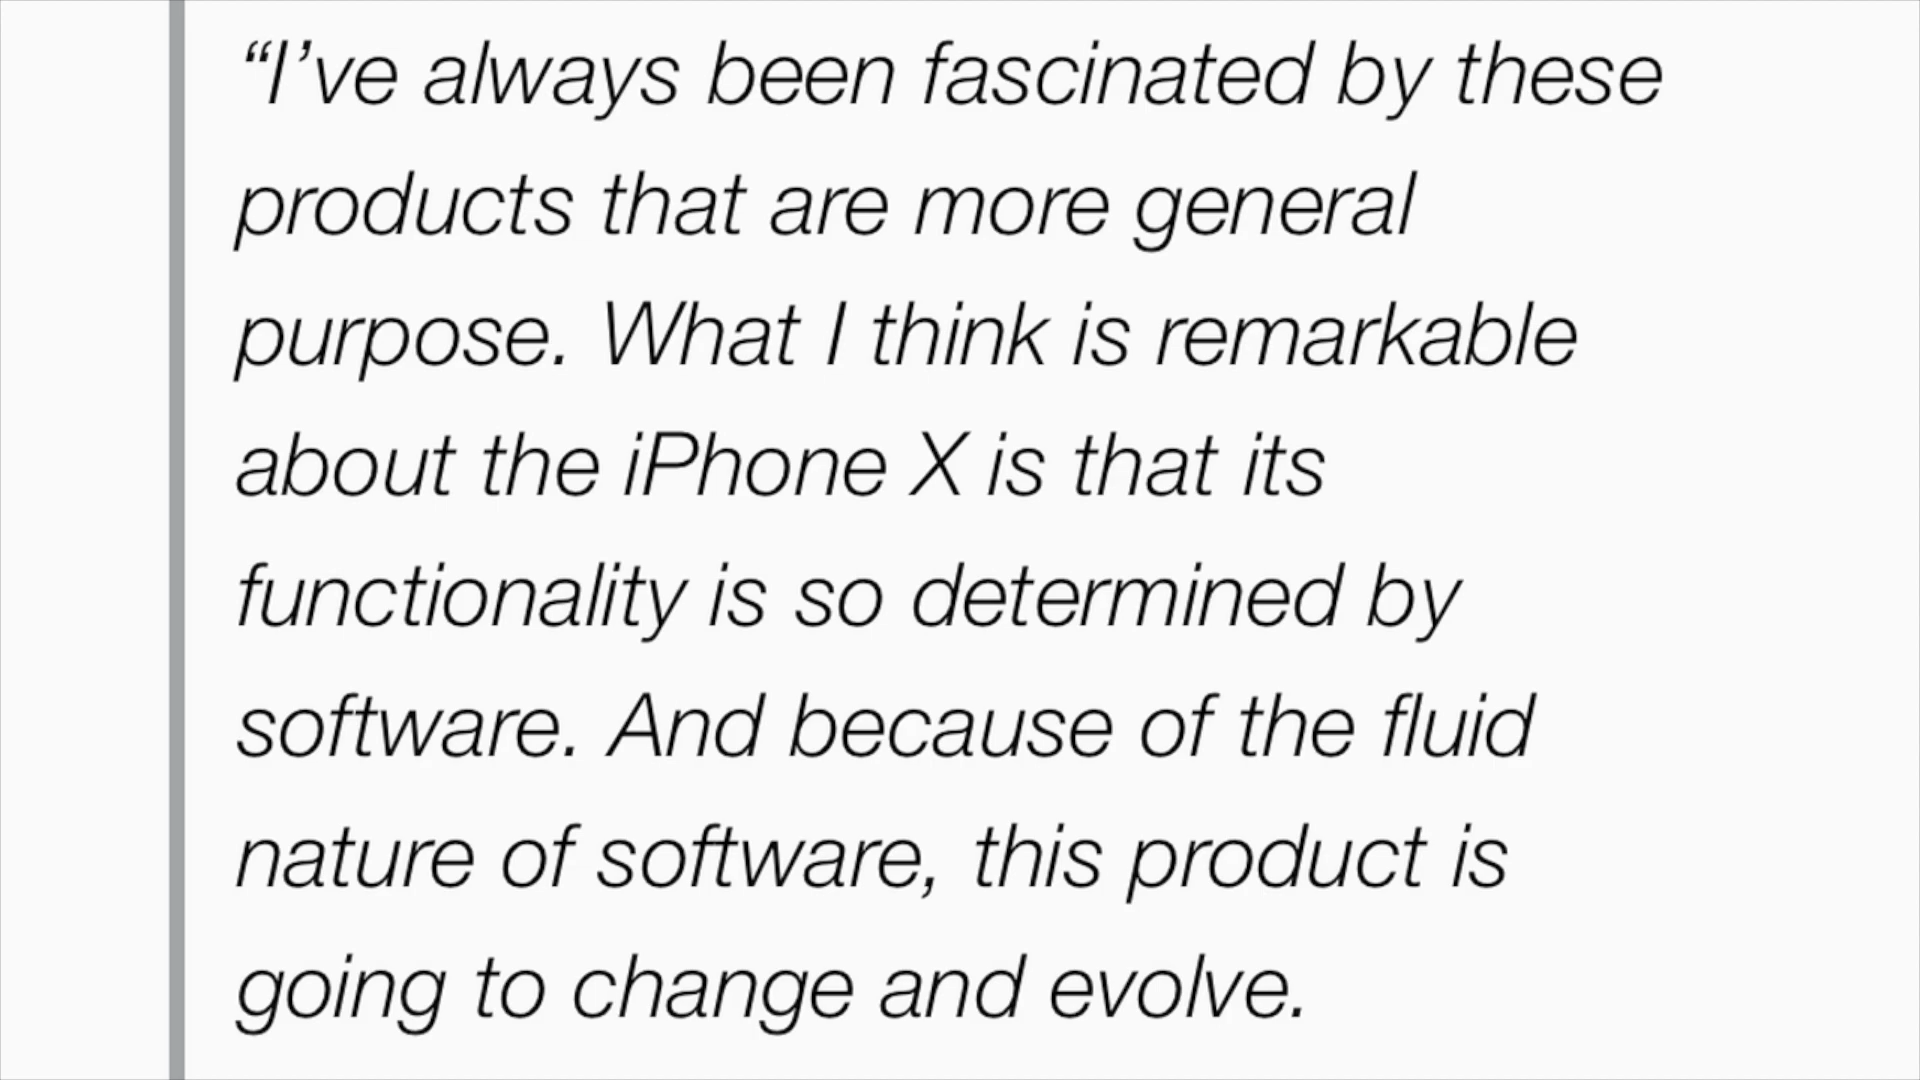 “I’ve always been fascinated by these
products that are more general
purpose. What I think is remarkable
about the iPhone X is that its
functionality is so determined by
software. And because of the fluid
nature of software, this product is
going to change and evolve.